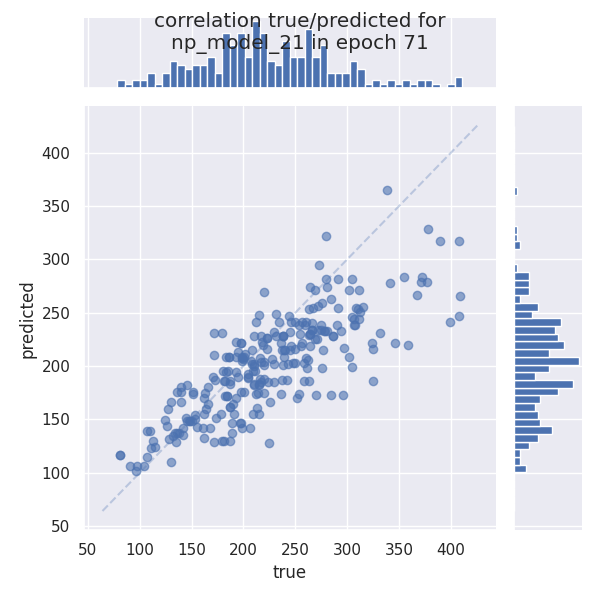 correlation true/predicted for
np_model_21 in epoch 71
400
350
300
250
200
150
100
50
predicted
50 100 150 200 250 300 350 400
true